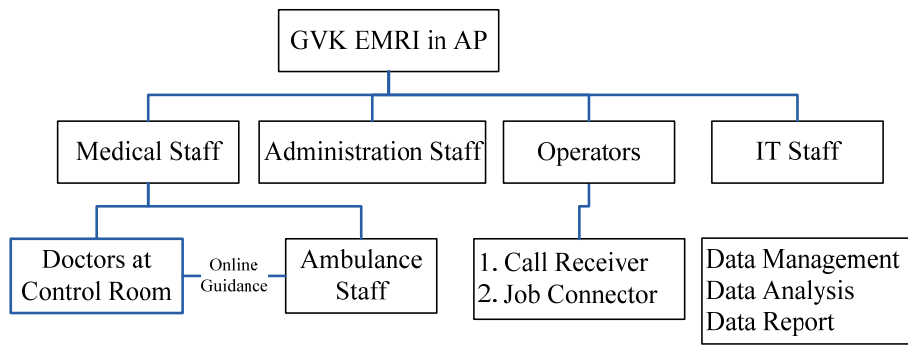 GVK EMRI in AP
Medical Staff
Administration Staff
Operators
IT Staff
Doctors at
Control Room
Online
Guidance
Ambulance
Staff
1. Call Receiver
2. Job Connector
Data Management
Data Analysis
Data Report